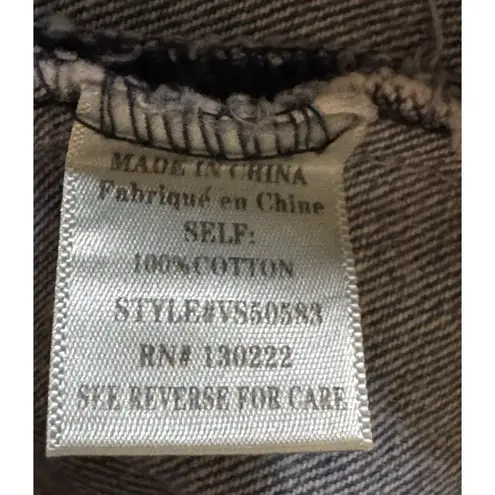 MADE IN CHINA
Fabriqué en Chine
SELF:
100%COTTON
STYLE#VS50583
RN# 130222
SEE REVERSE FOR CARE